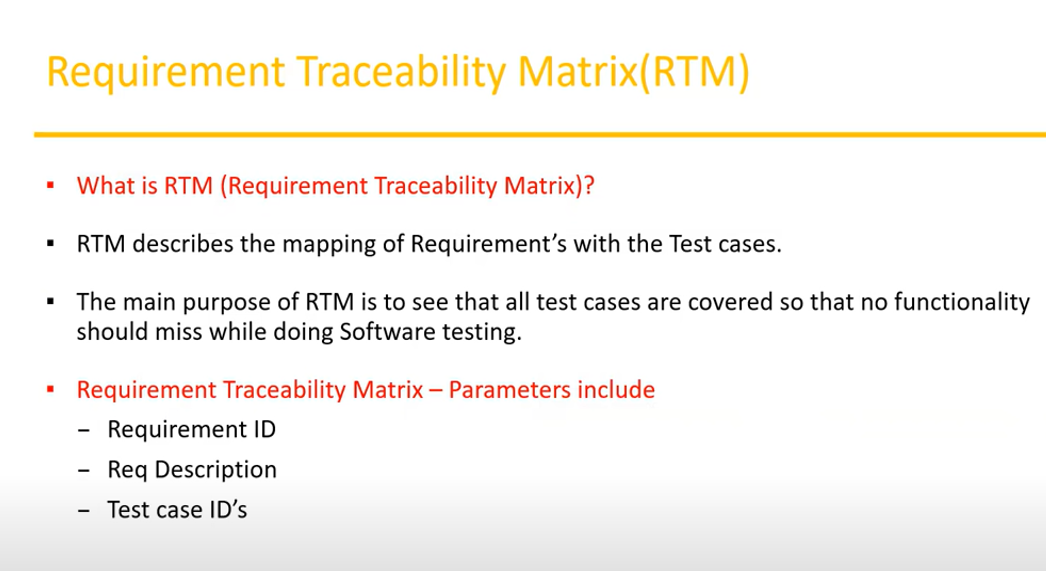 Requirement Traceability Matrix(RTM)
▪ What is RTM (Requirement Traceability Matrix)?
▪ RTM describes the mapping of Requirement’s with the Test cases.
▪ The main purpose of RTM is to see that all test cases are covered so that no functionality
should miss while doing Software testing.
▪ Requirement Traceability Matrix – Parameters include
– Requirement ID
– Req Description
– Test case ID’s